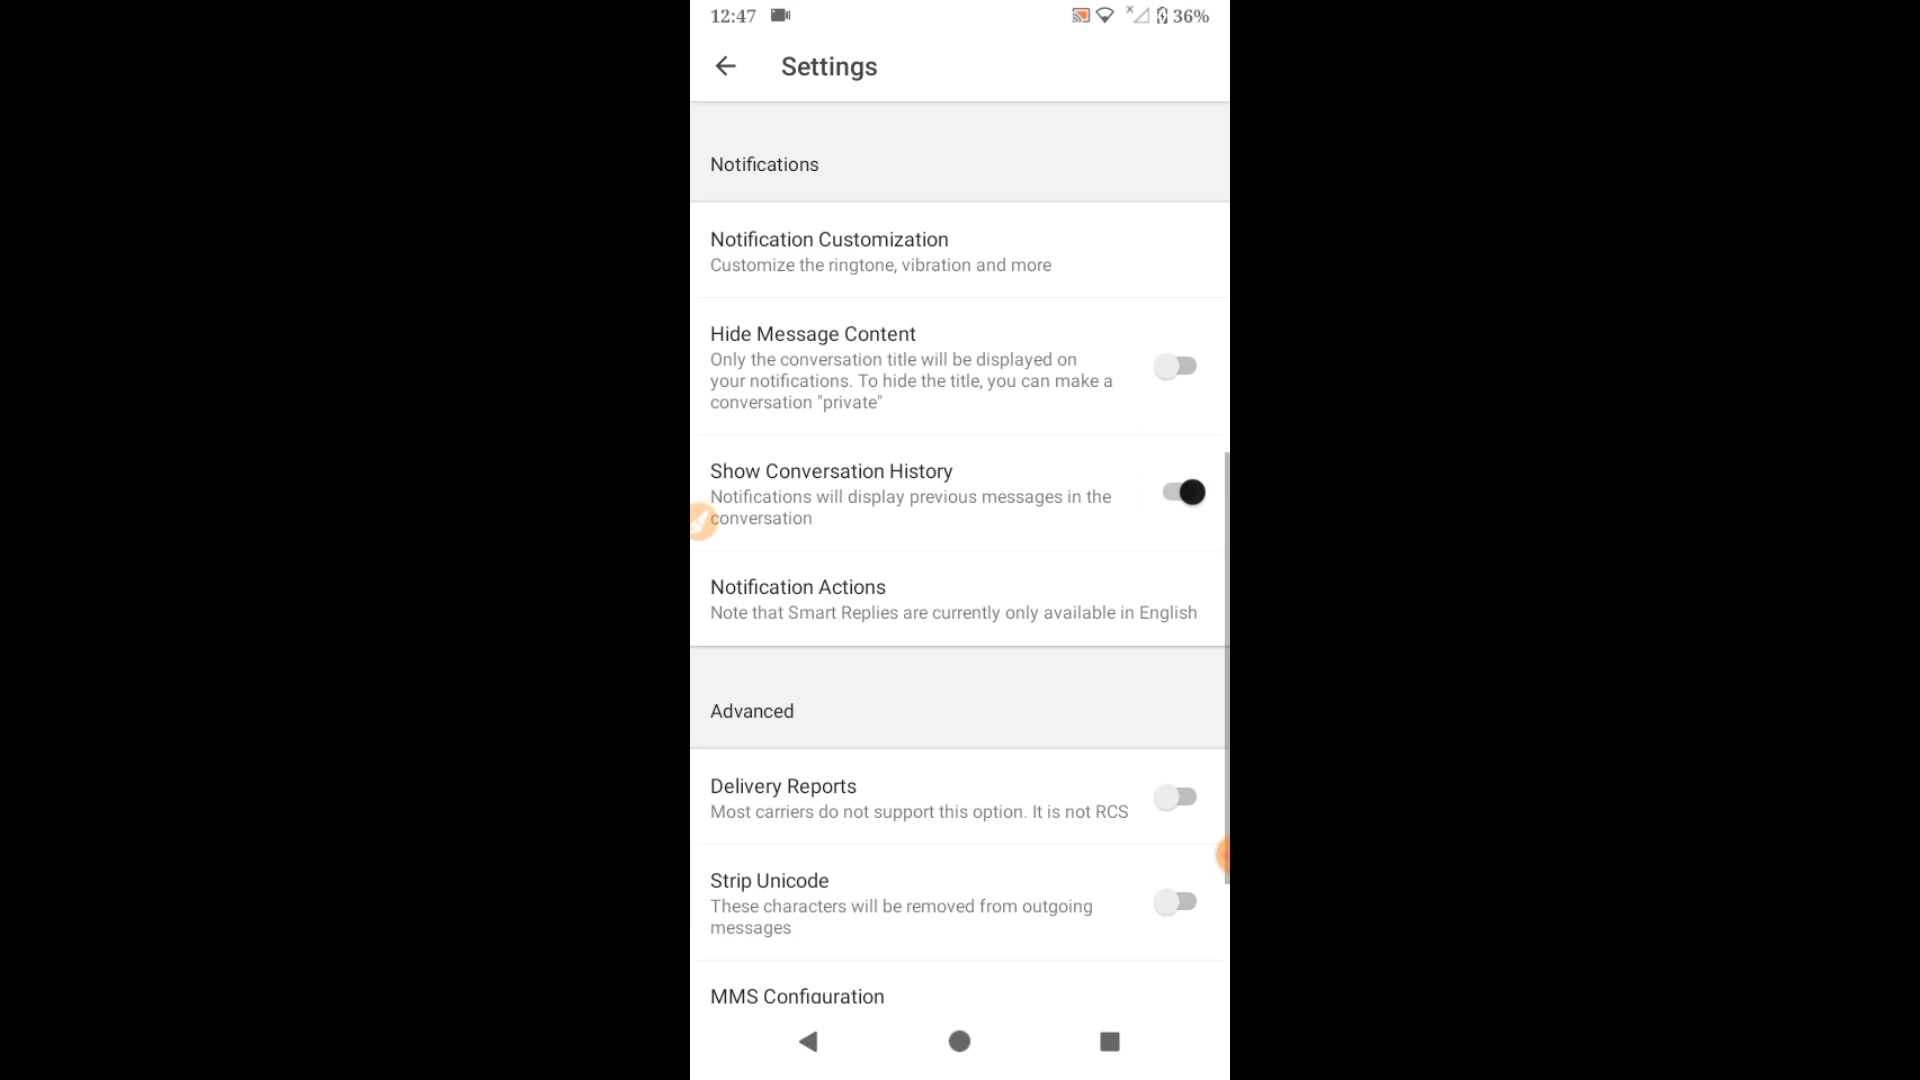 12:47
36%
Settings
Notifications
Notification Customization
Customize the ringtone, vibration and more
Hide Message Content
Only the conversation title will be displayed on
your notifications. To hide the title, you can make a
conversation "private"
Show Conversation History
Notifications will display previous messages in the
conversation
Notification Actions
Note that Smart Replies are currently only available in English
Advanced
Delivery Reports
Most carriers do not support this option. It is not RCS
Strip Unicode
These characters will be removed from outgoing
messages
MMS Configuration